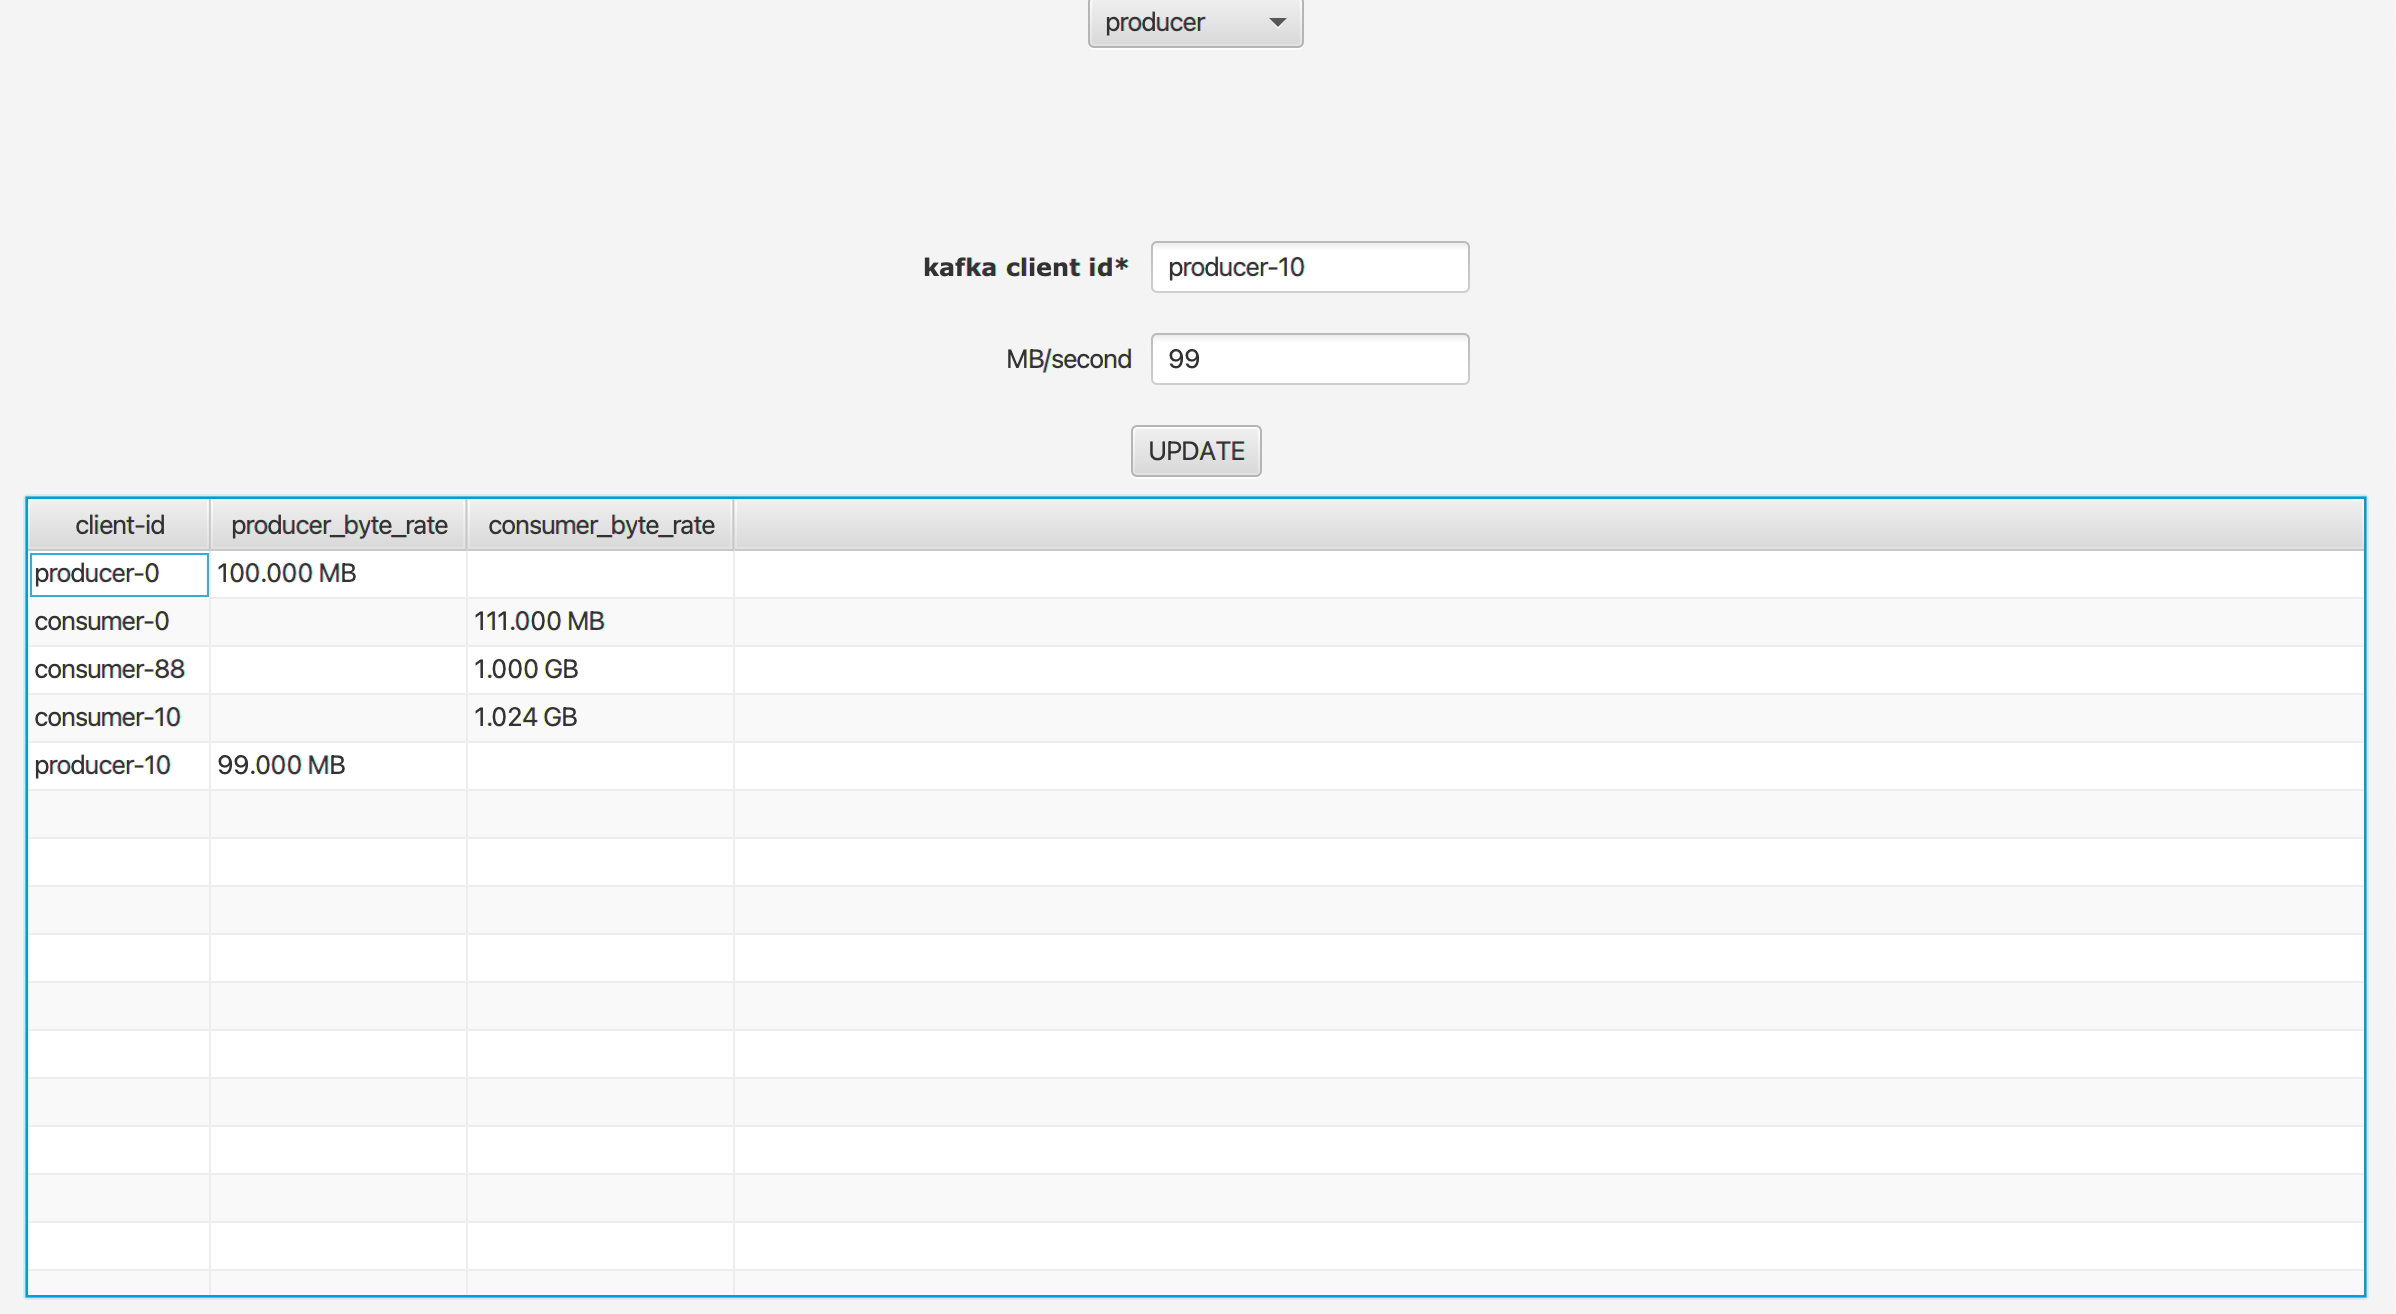 producer
kafka client id* producer-10
MB/second 99
UPDATE
client-id producer_byte_rate consumer_byte_rate
producer-0 100.000 MB
consumer-0 111.000 MB
consumer-88 1.000 GB
consumer-10 1.024 GB
producer-10 99.000 MB